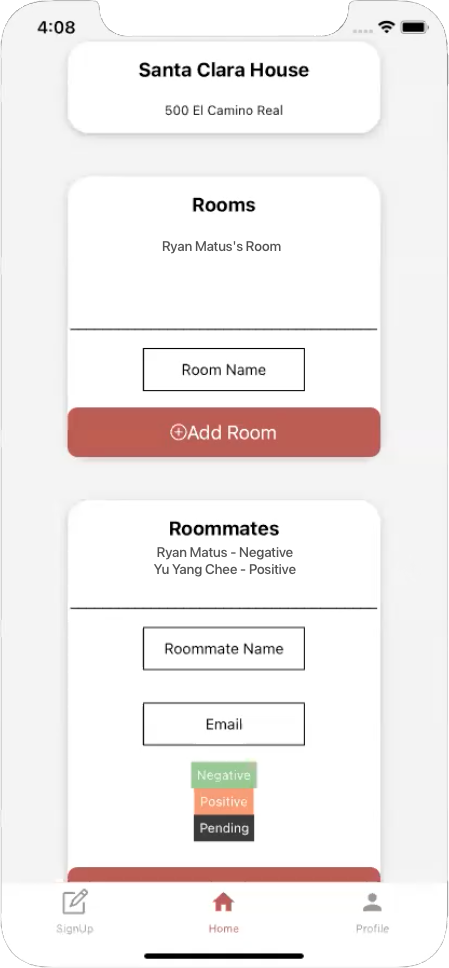 4:08
Santa Clara House
500 El Camino Real
Rooms
Ryan Matus's Room
Room Name
Add Room
Roommates
Ryan Matus - Negative
Yu Yang Chee - Positive
Roommate Name
Email
Negative
Positive
Pending
SignUp
Home
Profile